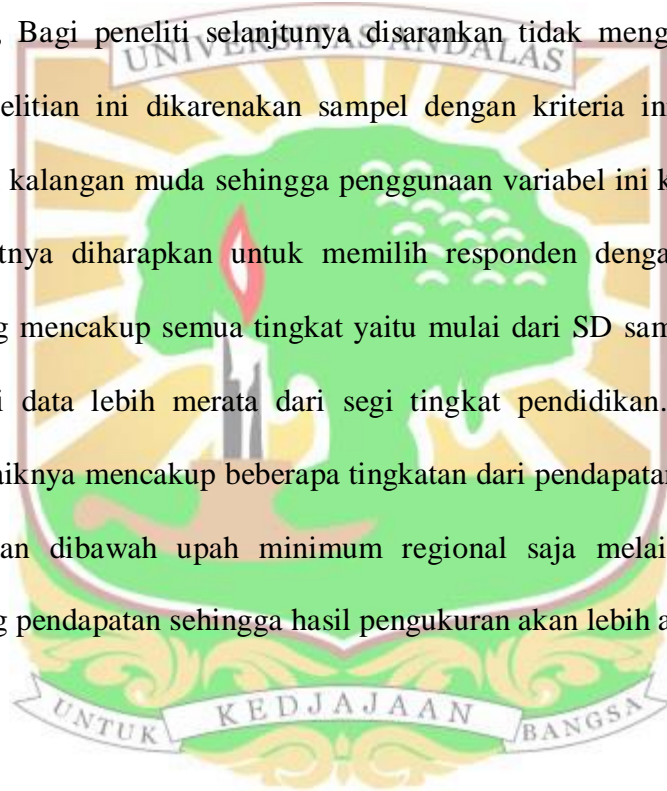 Bagi peneliti selanjtunya disarankan tidak meng
UNIVERSITAS ANDALAS
elitian ini dikarenakan sampel dengan kriteria in
kalangan muda sehingga penggunaan variabel ini k
tnya diharapkan untuk memilih responden denga
g mencakup semua tingkat yaitu mulai dari SD sam
i data lebih merata dari segi tingkat pendidikan.
aiknya mencakup beberapa tingkatan dari pendapatan
an dibawah upah minimum regional saja melai
g pendapatan sehingga hasil pengukuran akan lebih a
UNTUK KEDJAJAAN BANGSA